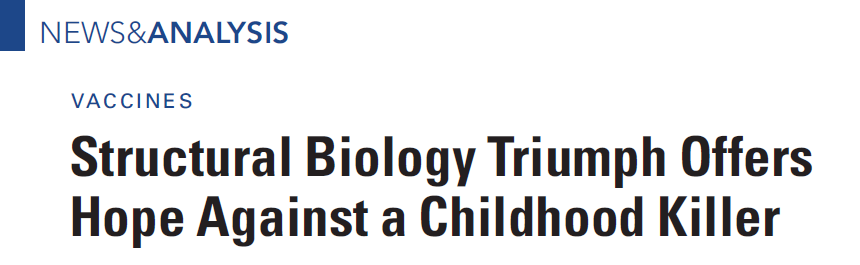 NEWS&ANALYSIS
VACCINES
Structural Biology Triumph Offers
Hope Against a Childhood Killer